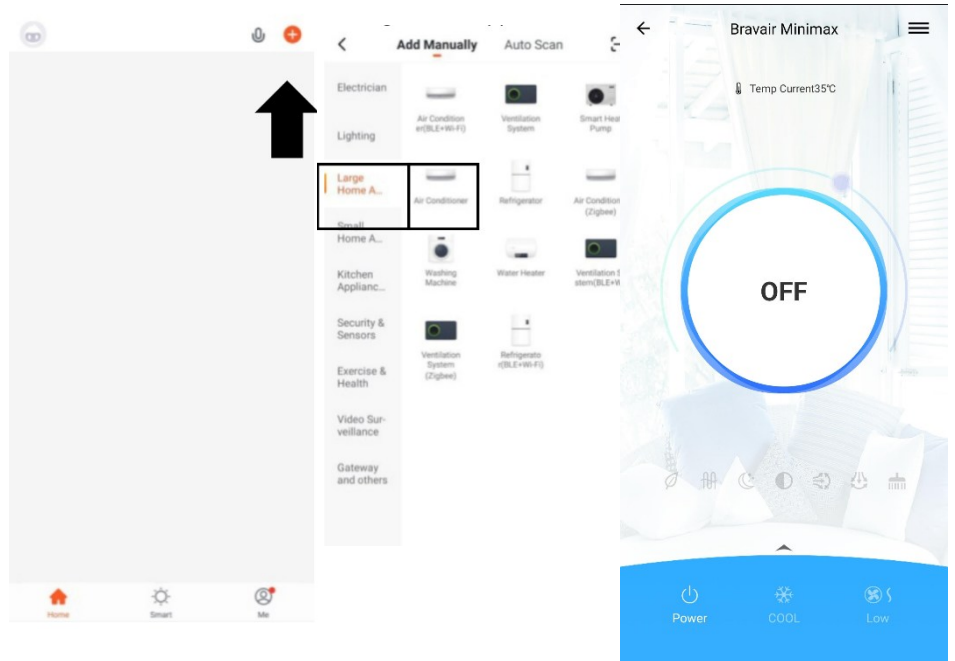 Home
Smart
Me
Add Manually
Auto Scan
Electrician
Lighting
Large
Home A...
Small
Home A...
Kitchen
Applianc...
Security &
Sensors
Exercise &
Health
Video Sur-
veillance
Gateway
and others
Air Condition
er(BLE+Wi-Fi)
Ventilation
System
Smart Heat
Pump
Air Conditioner
Refrigerator
Air Condition
(Zigbee)
Washing
Machine
Water Heater
Ventilation S
stem(BLE+W
Ventilation
System
(Zigbee)
Refrigerato
r(BLE+Wi-Fi)
Bravair Minimax
Temp Current35°C
OFF
Power
COOL
Low